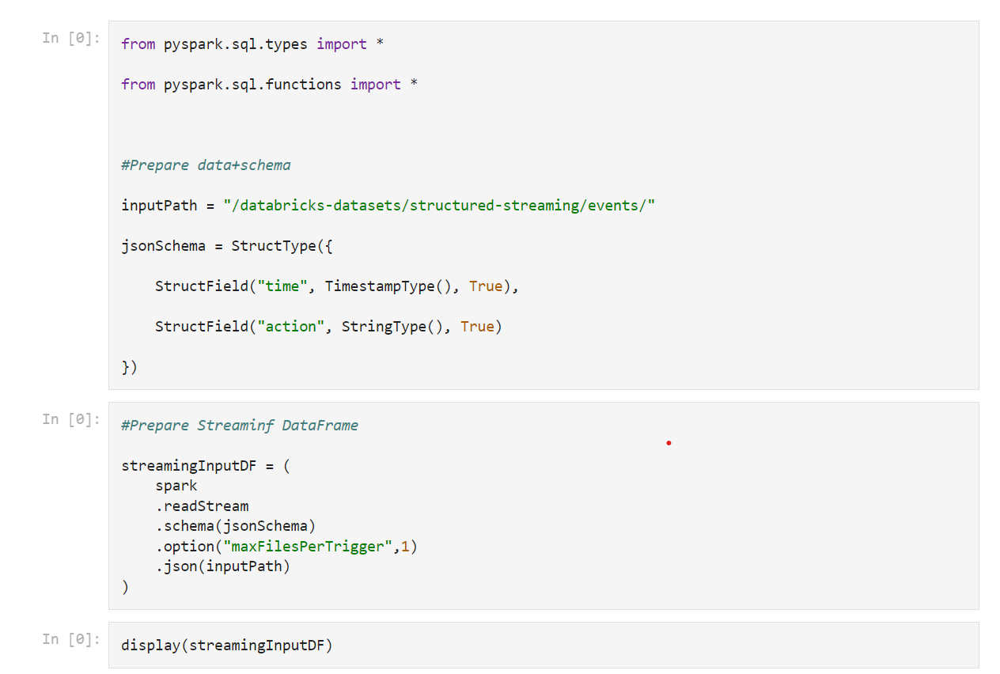 In [0]:
from pyspark.sql.types import *
from pyspark.sql.functions import *
#Prepare data+schema
inputPath = "/databricks-datasets/structured-streaming/events/"
jsonSchema = StructType({
    StructField("time", TimestampType(), True),
    StructField("action", StringType(), True)
})
In [0]:
#Prepare Streaminf DataFrame
streamingInputDF = (
    spark
    .readStream
    .schema(jsonSchema)
    .option("maxFilesPerTrigger",1)
    .json(inputPath)
)
In [0]:
display(streamingInputDF)